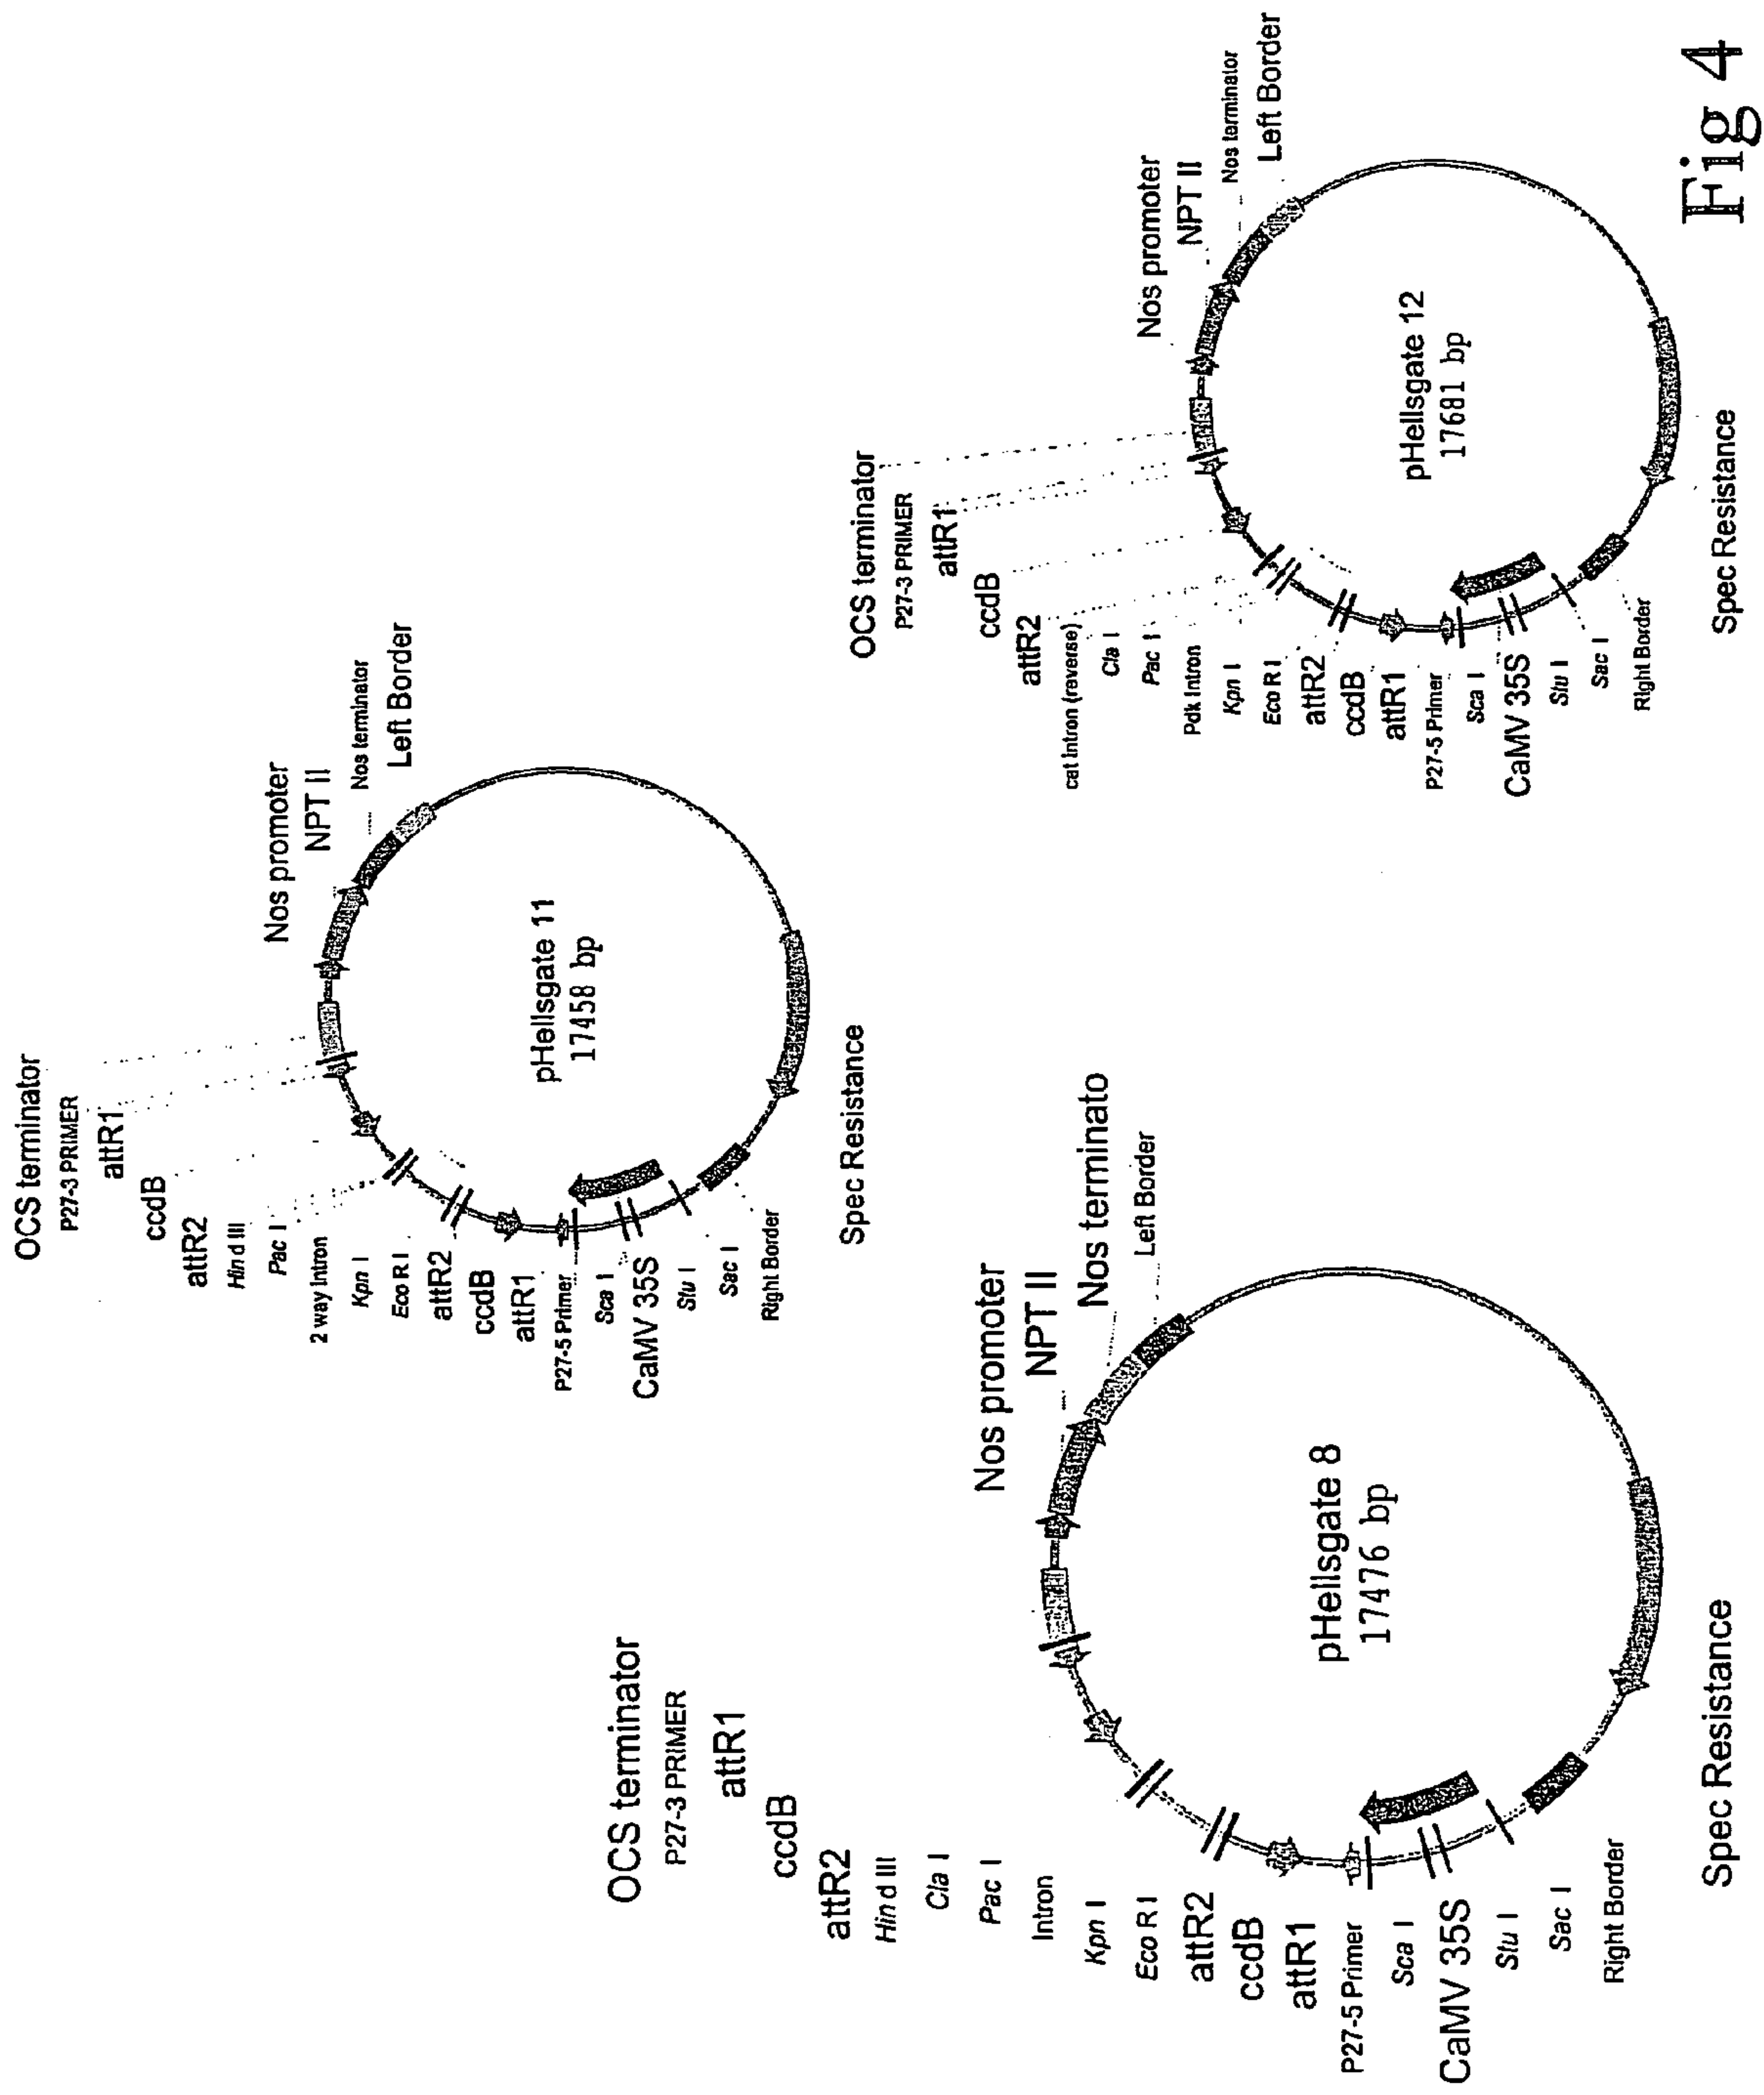 OCS terminator
P27-3 PRIMER
attR1
ccdB
attR2
Hin d III
Pac I
2 way Intron
Kpn I
Eco R I
attR2
ccdB
attR1
P27-5 Primer
Sca I
CaMV 35S
Stu I
Sac I
Right Border
Spec Resistance
Nos promoter
NPT II
Nos terminator
Left Border
pHellsgate 11
17458 bp
OCS terminator
P27-3 PRIMER
attR1
ccdB
attR2
Hin d III
Cla I
Pac I
Intron
Kpn I
Eco R I
attR2
ccdB
attR1
P27-5 Primer
Sca I
CaMV 35S
Stu I
Sac I
Right Border
Spec Resistance
Nos promoter
NPT II
Nos terminato
Left Border
pHellsgate 8
17476 bp
OCS terminator
P27-3 PRIMER
attR1
ccdB
attR2
cat intron (reverse)
Cla I
Pac I
Pdk Intron
Kpn I
Eco R I
attR2
ccdB
attR1
P27-5 Primer
Sca I
CaMV 35S
Stu I
Sac I
Right Border
Spec Resistance
Nos promoter
NPT II
Nos terminator
Left Border
pHellsgate 12
17681 bp
Fig 4